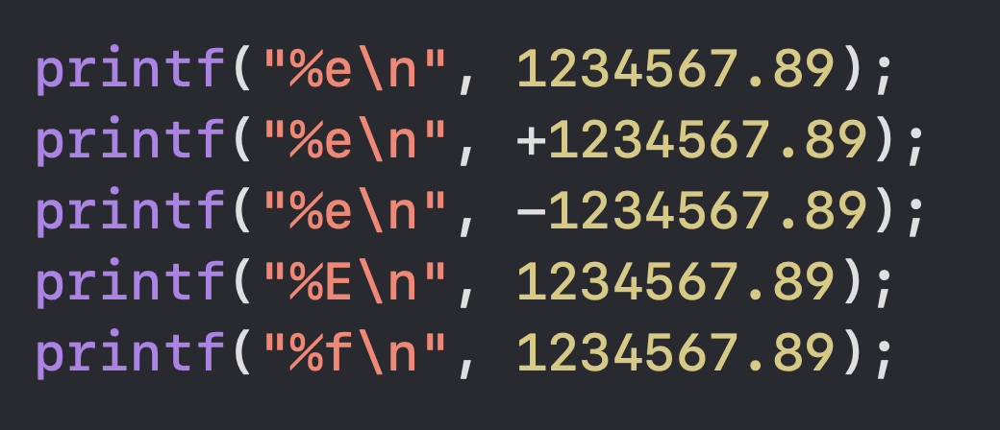 printf("%e\n", 1234567.89);
printf("%e\n", +1234567.89);
printf("%e\n", -1234567.89);
printf("%E\n", 1234567.89);
printf("%f\n", 1234567.89);